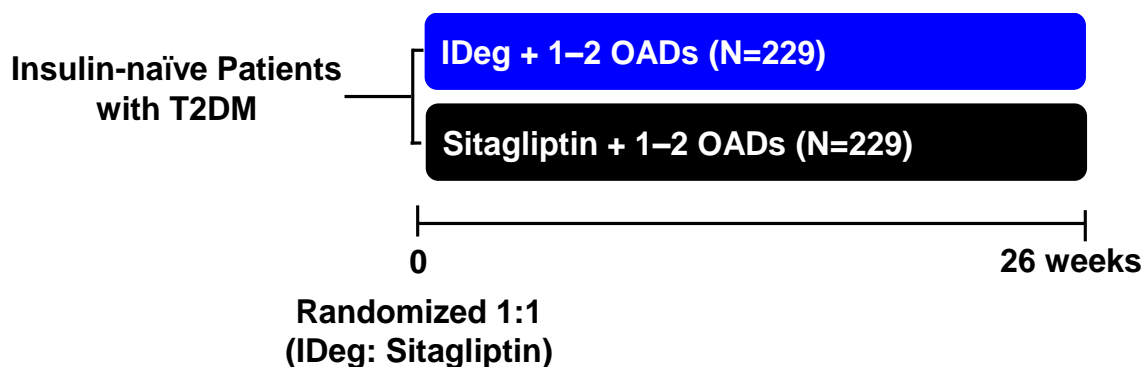 IDeg + 1–2 OADs (N=229)
Insulin-naïve Patients
with T2DM
Sitagliptin + 1–2 OADs (N=229)
0
26 weeks
Randomized 1:1
(IDeg: Sitagliptin)